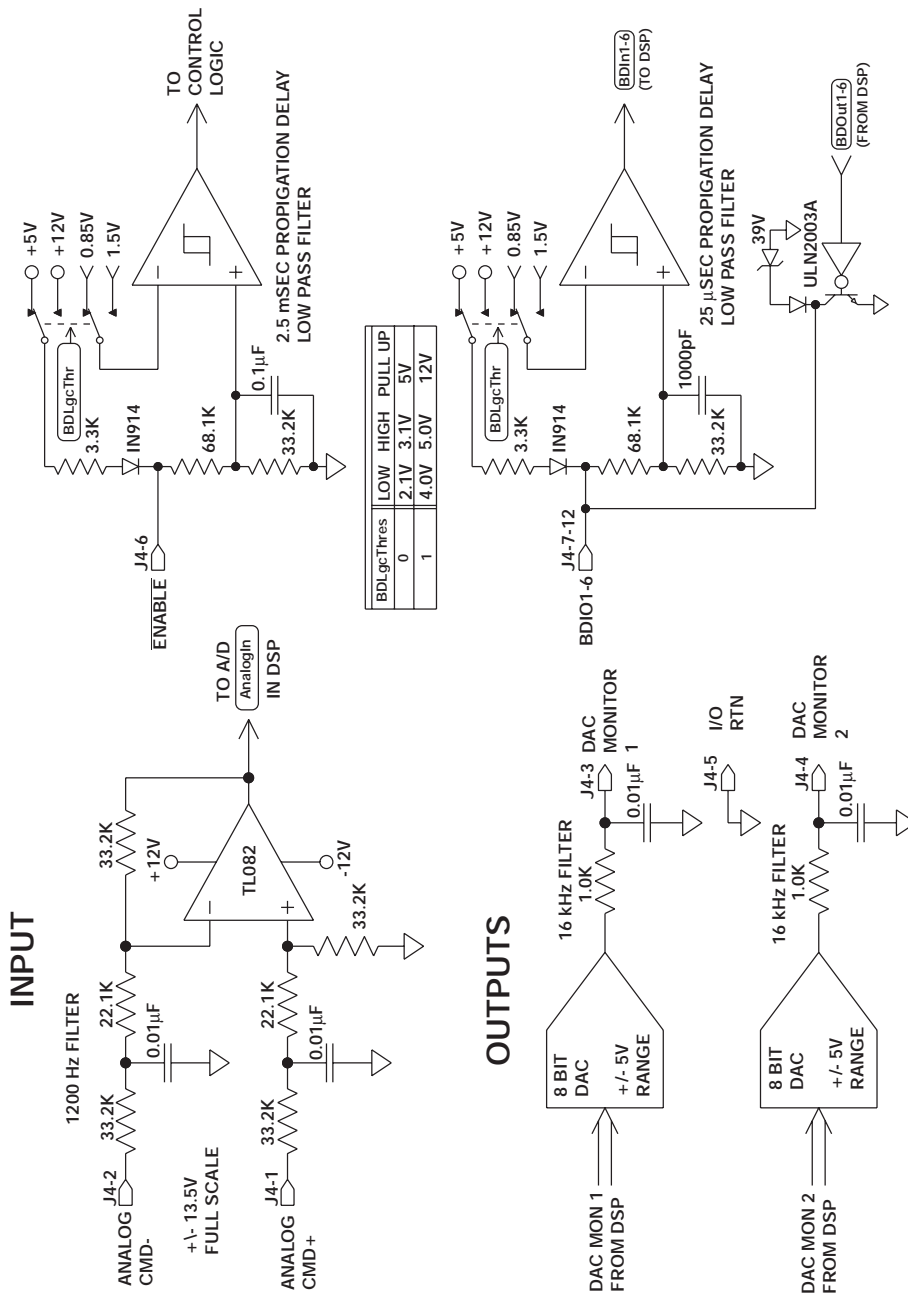 INPUT
1200 Hz FILTER
ANALOG
CMD-
J4-2
33.2K
22.1K
0.01µF
33.2K
+\- 13.5V
FULL SCALE
+12V
TL082
-12V
−
+
TO A/D
AnalogIn
IN DSP
ANALOG
CMD+
J4-1
33.2K
22.1K
0.01µF
33.2K
ENABLE
J4-6
BDLgcThr
3.3K
IN914
68.1K
33.2K
0.1µF
+5V
+12V
0.85V
1.5V
−
+
TO
CONTROL
LOGIC
2.5 mSEC PROPIGATION DELAY
LOW PASS FILTER
BDLgcThres LOW HIGH PULL UP
0 2.1V 3.1V 5V
1 4.0V 5.0V 12V
OUTPUTS
DAC MON 1
FROM DSP
8 BIT
DAC
+/- 5V
RANGE
16 kHz FILTER
1.0K
0.01µF
J4-3
DAC
MONITOR
1
J4-5
I/O
RTN
DAC MON 2
FROM DSP
8 BIT
DAC
+/- 5V
RANGE
16 kHz FILTER
1.0K
0.01µF
J4-4
DAC
MONITOR
2
BDIO1-6
J4-7-12
BDLgcThr
3.3K
IN914
68.1K
33.2K
1000pF
+5V
+12V
0.85V
1.5V
−
+
BDIn1-6
(TO DSP)
25 µSEC PROPIGATION DELAY
LOW PASS FILTER
39V
ULN2003A
BDOut1-6
(FROM DSP)